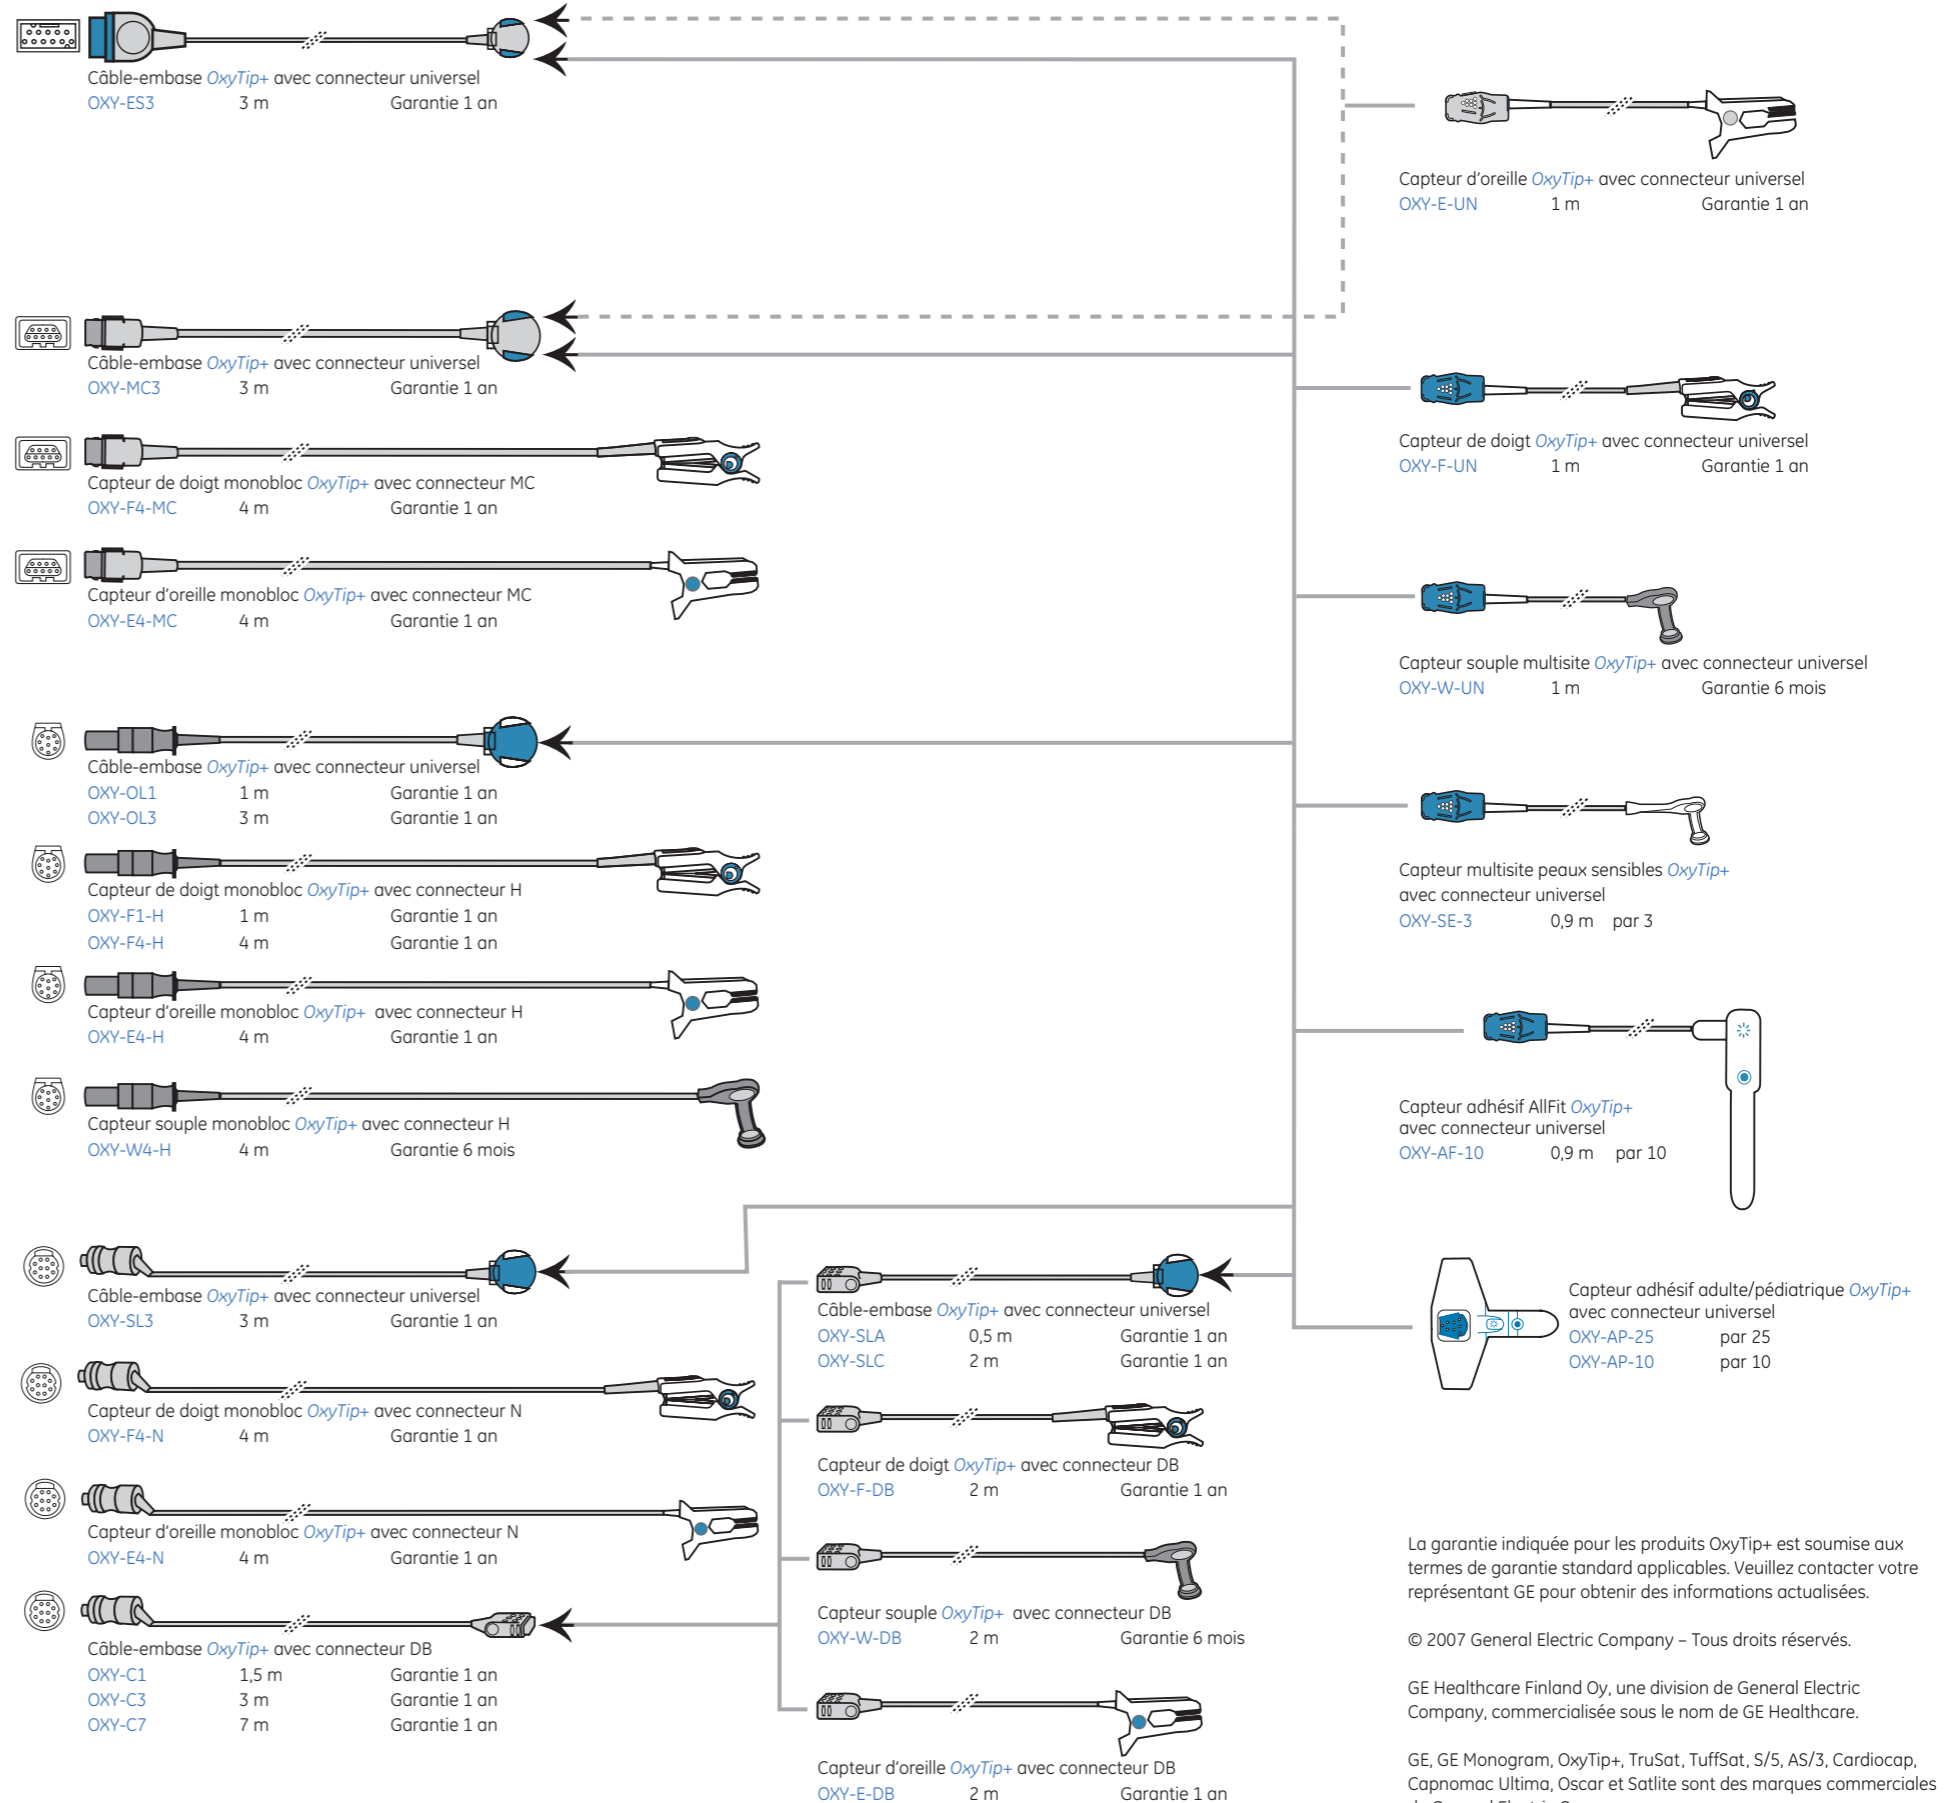 Câble-embase OxyTip+ avec connecteur universel
OXY-ES3 3 m Garantie 1 an
Câble-embase OxyTip+ avec connecteur universel
OXY-MC3 3 m Garantie 1 an
Capteur de doigt monobloc OxyTip+ avec connecteur MC
OXY-F4-MC 4 m Garantie 1 an
Capteur d'oreille monobloc OxyTip+ avec connecteur MC
OXY-E4-MC 4 m Garantie 1 an
Câble-embase OxyTip+ avec connecteur universel
OXY-OL1 1 m Garantie 1 an
OXY-OL3 3 m Garantie 1 an
Capteur de doigt monobloc OxyTip+ avec connecteur H
OXY-F1-H 1 m Garantie 1 an
OXY-F4-H 4 m Garantie 1 an
Capteur d'oreille monobloc OxyTip+ avec connecteur H
OXY-E4-H 4 m Garantie 1 an
Capteur souple monobloc OxyTip+ avec connecteur H
OXY-W4-H 4 m Garantie 6 mois
Câble-embase OxyTip+ avec connecteur universel
OXY-SL3 3 m Garantie 1 an
Capteur de doigt monobloc OxyTip+ avec connecteur N
OXY-F4-N 4 m Garantie 1 an
Capteur d'oreille monobloc OxyTip+ avec connecteur N
OXY-E4-N 4 m Garantie 1 an
Câble-embase OxyTip+ avec connecteur DB
OXY-C1 1,5 m Garantie 1 an
OXY-C3 3 m Garantie 1 an
OXY-C7 7 m Garantie 1 an
Câble-embase OxyTip+ avec connecteur universel
OXY-SLA 0,5 m Garantie 1 an
OXY-SLC 2 m Garantie 1 an
Capteur de doigt OxyTip+ avec connecteur DB
OXY-F-DB 2 m Garantie 1 an
Capteur souple OxyTip+ avec connecteur DB
OXY-W-DB 2 m Garantie 6 mois
Capteur d'oreille OxyTip+ avec connecteur DB
OXY-E-DB 2 m Garantie 1 an
Capteur d'oreille OxyTip+ avec connecteur universel
OXY-E-UN 1 m Garantie 1 an
Capteur de doigt OxyTip+ avec connecteur universel
OXY-F-UN 1 m Garantie 1 an
Capteur souple multisite OxyTip+ avec connecteur universel
OXY-W-UN 1 m Garantie 6 mois
Capteur multisite peaux sensibles OxyTip+
avec connecteur universel
OXY-SE-3 0,9 m par 3
Capteur adhésif AllFit OxyTip+
avec connecteur universel
OXY-AF-10 0,9 m par 10
Capteur adhésif adulte/pédiatrique OxyTip+
avec connecteur universel
OXY-AP-25 par 25
OXY-AP-10 par 10
La garantie indiquée pour les produits OxyTip+ est soumise aux
termes de garantie standard applicables. Veuillez contacter votre
représentant GE pour obtenir des informations actualisées.
© 2007 General Electric Company – Tous droits réservés.
GE Healthcare Finland Oy, une division de General Electric
Company, commercialisée sous le nom de GE Healthcare.
GE, GE Monogram, OxyTip+, TruSat, TuffSat, S/5, AS/3, Cardiocap,
Capnomac Ultima, Oscar et Satlite sont des marques commerciales